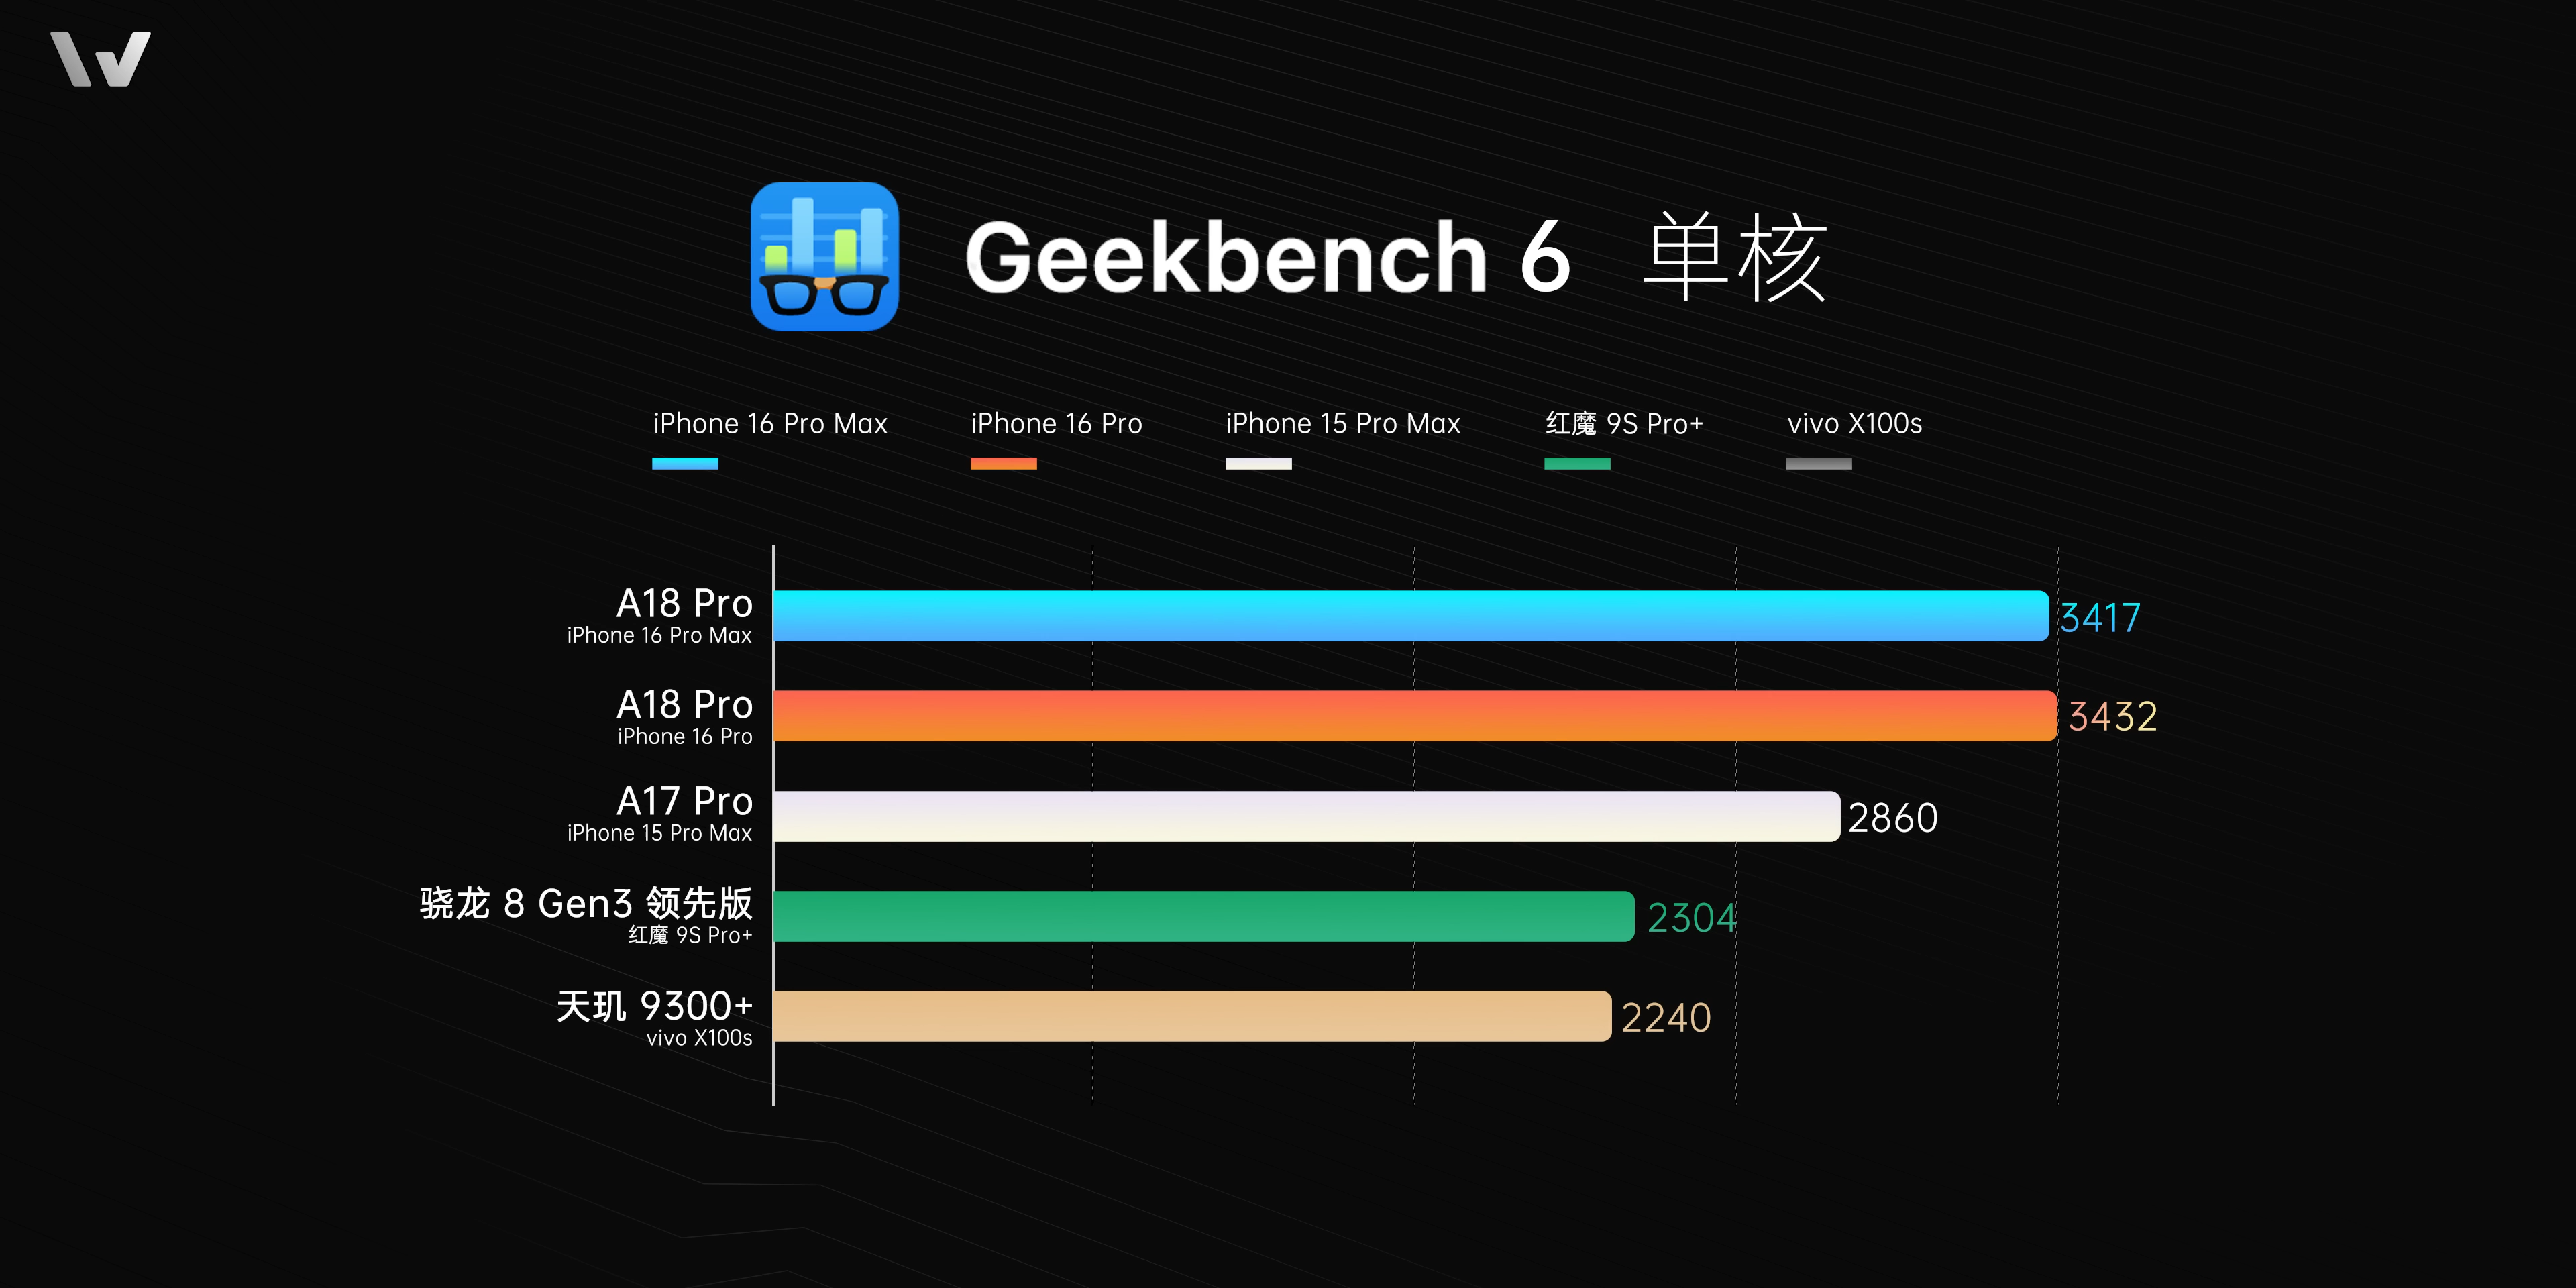 Geekbench 6 单核
iPhone 16 Pro Max iPhone 16 Pro iPhone 15 Pro Max 红魔 9S Pro+ vivo X100s
A18 Pro
iPhone 16 Pro Max
3417
A18 Pro
iPhone 16 Pro
3432
A17 Pro
iPhone 15 Pro Max
2860
骁龙 8 Gen3 领先版
红魔 9S Pro+
2304
天玑 9300+
vivo X100s
2240